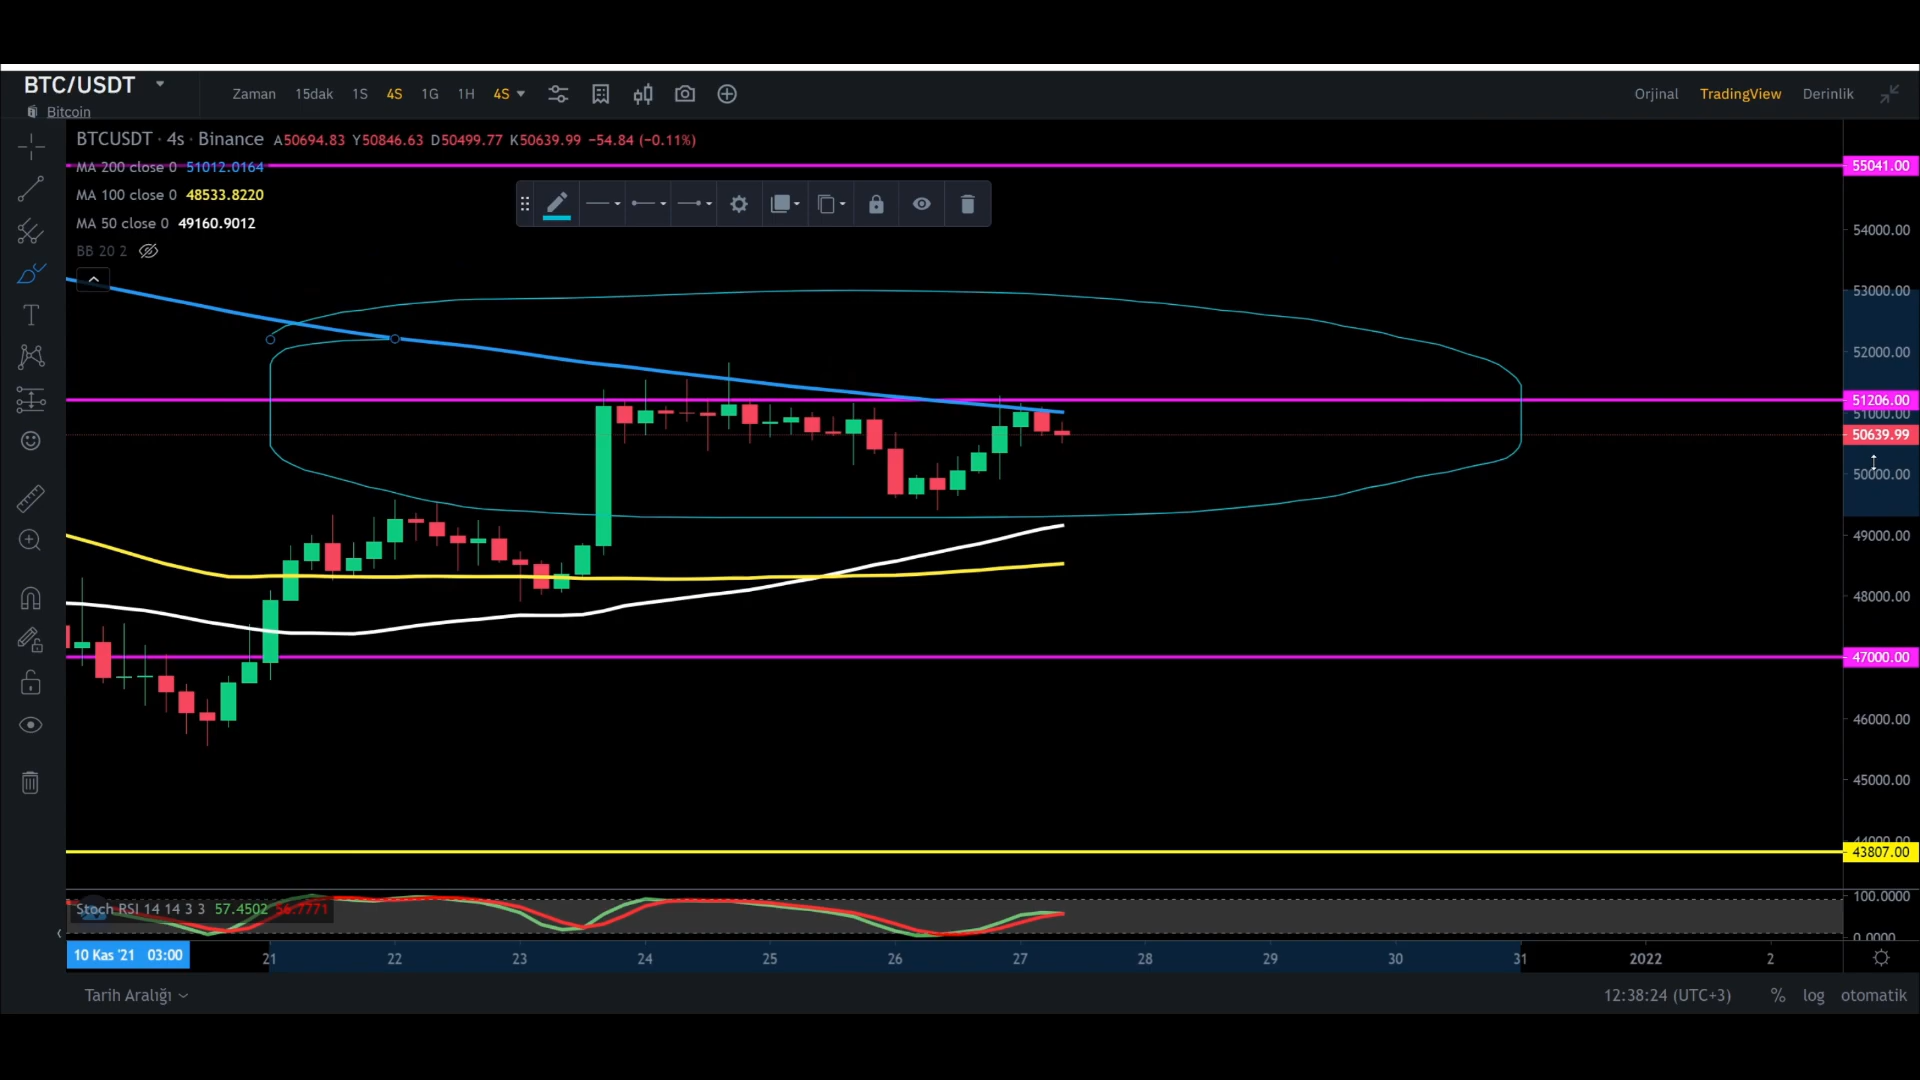 BTC/USDT
Bitcoin
Zaman 15dak 1S 4S 1G 1H 4S
Orjinal TradingView Derinlik
BTCUSDT · 4s · Binance A50694.83 Y50846.63 D50499.77 K50639.99 −54.84 (−0.11%)
MA 200 close 0 51012.0164
MA 100 close 0 48533.8220
MA 50 close 0 49160.9012
BB 20 2
55041.00
54000.00
53000.00
52000.00
51206.00
51000.00
50639.99
50000.00
49000.00
48000.00
47000.00
46000.00
45000.00
44000.00
43807.00
Stoch RSI 14 14 3 3 57.4502 56.7771
100.0000
0.0000
10 Kas '21 03:00
21 22 23 24 25 26 27 28 29 30 31 2022 2
Tarih Aralığı
12:38:24 (UTC+3) % log otomatik